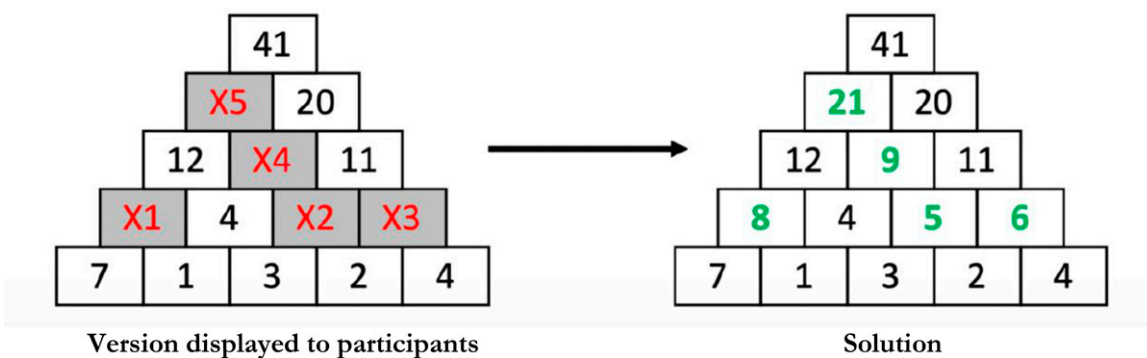 41 41
X5 20 21 20
12 X4 11 12 9 11
X1 4 X2 X3 8 4 5 6
7 1 3 2 4 7 1 3 2 4
Version displayed to participants Solution